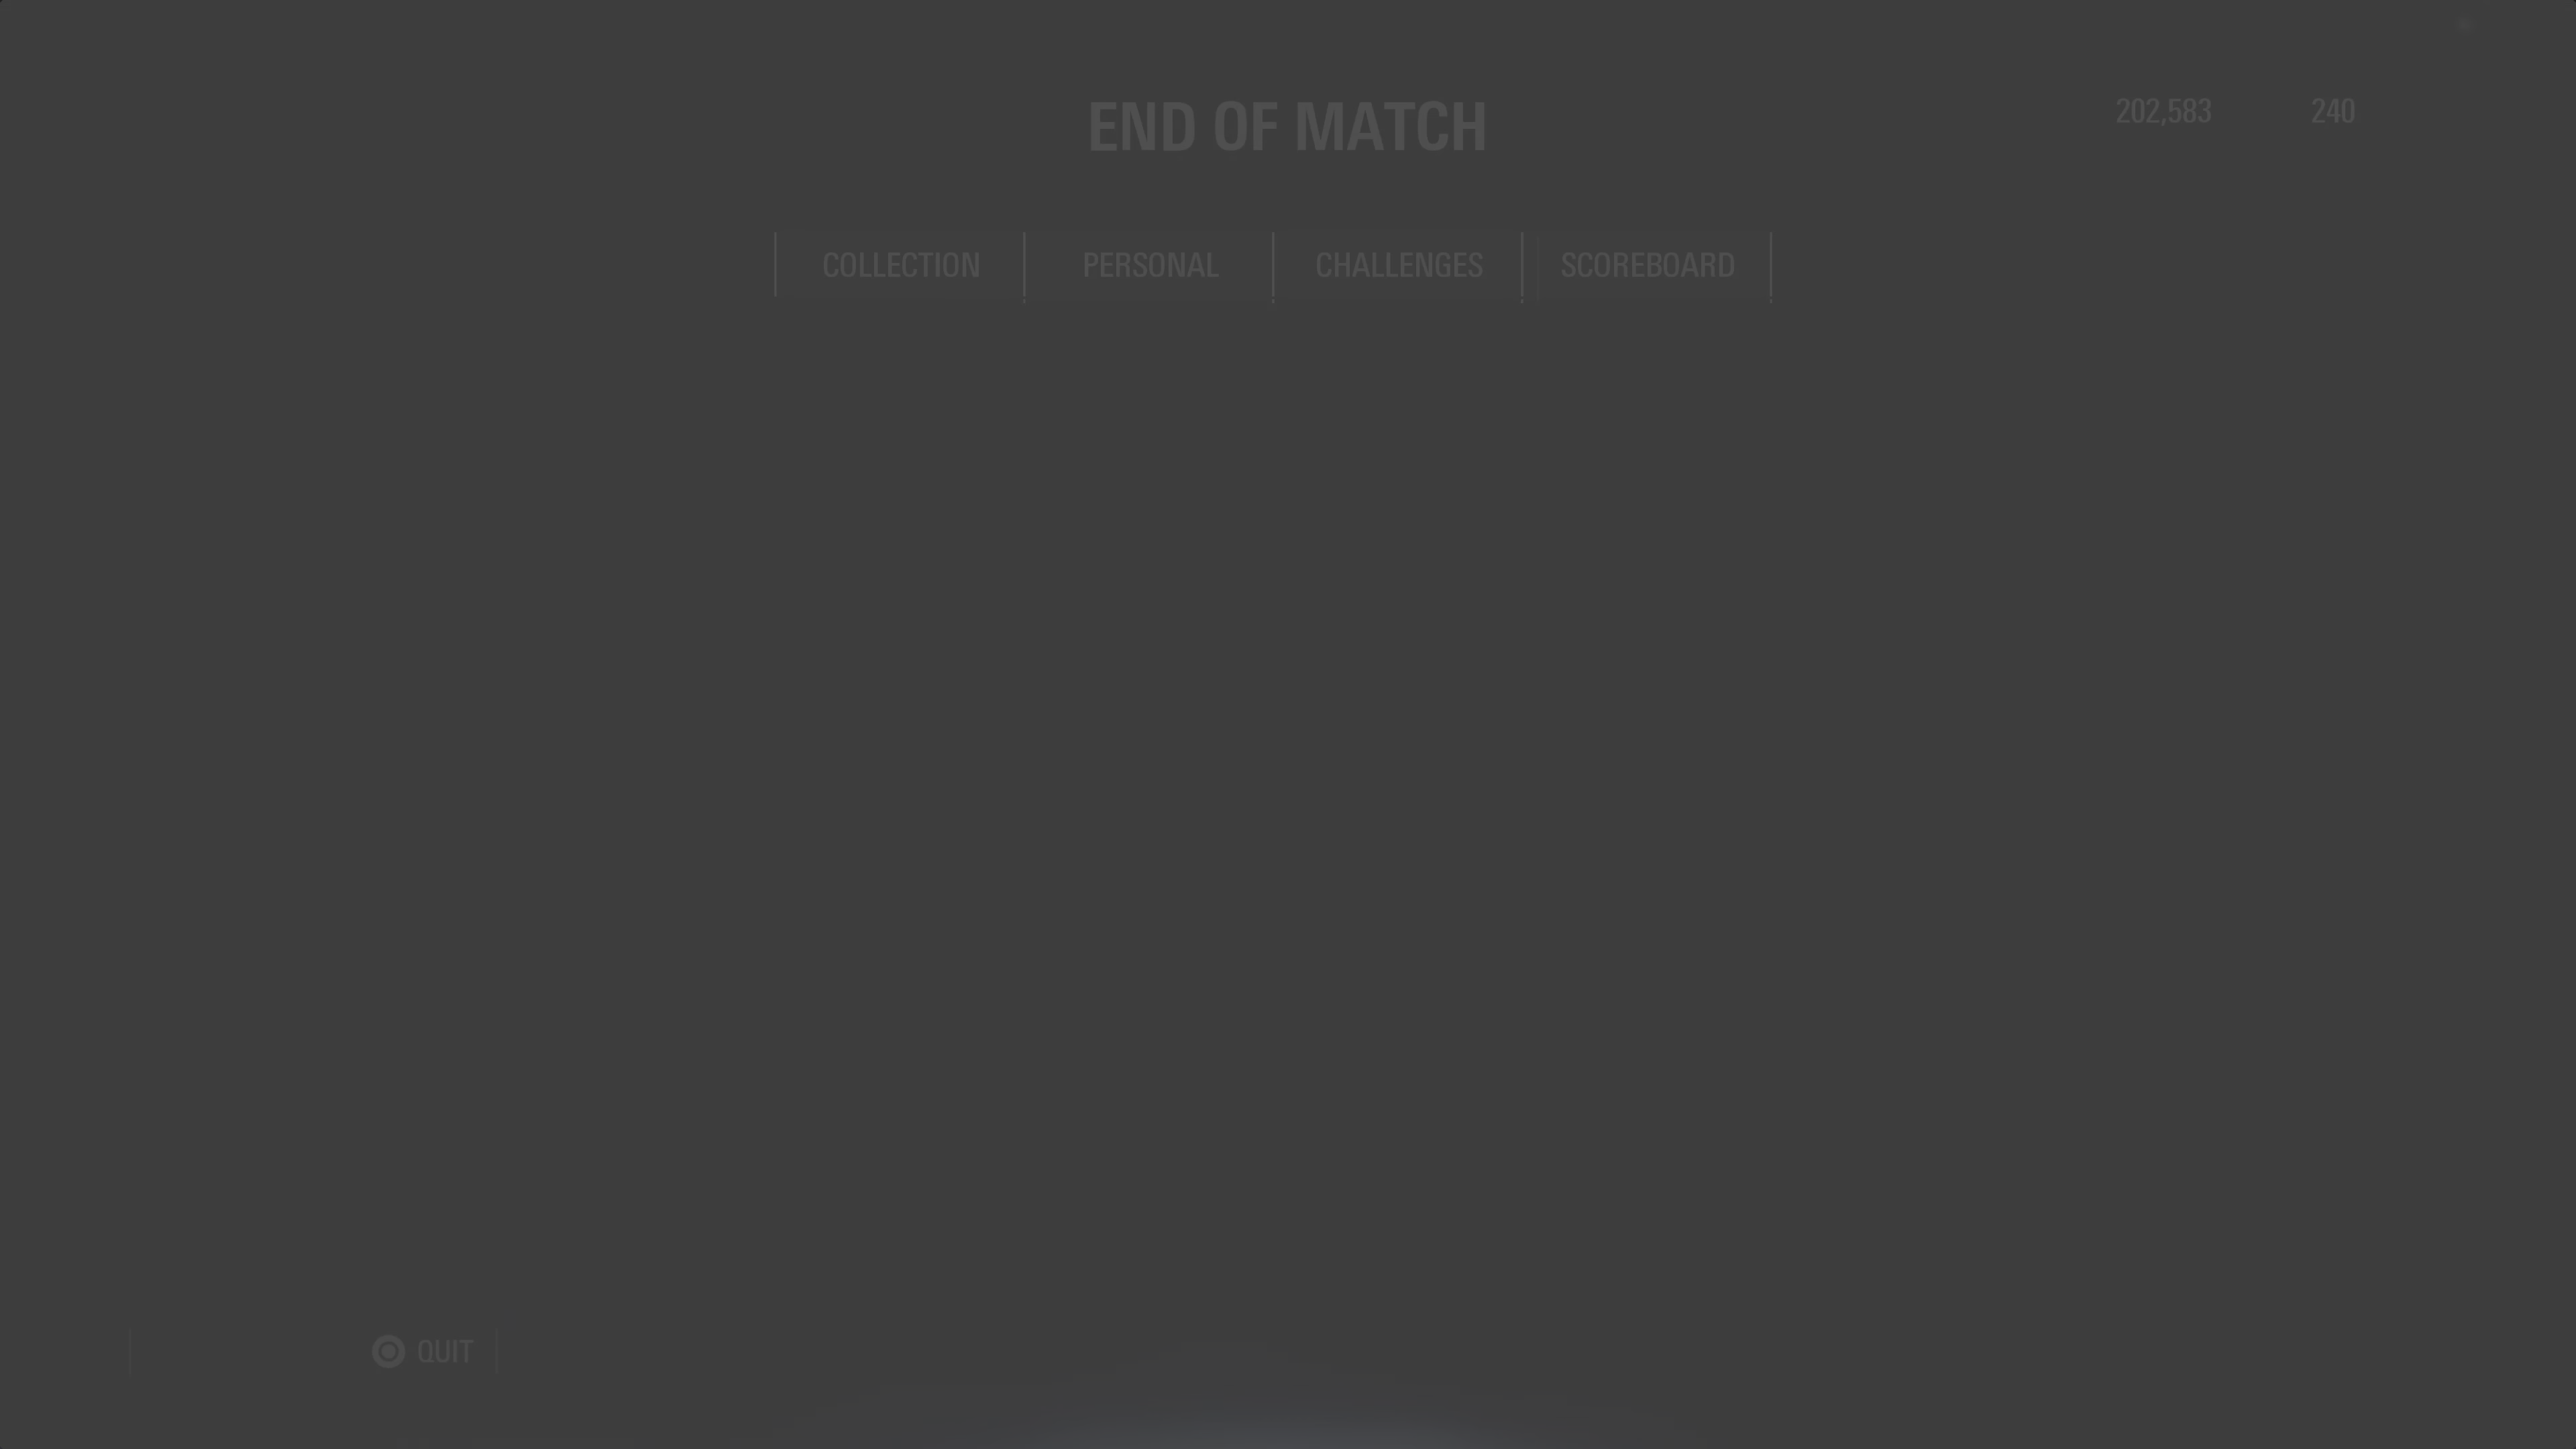 END OF MATCH
202,583 240
COLLECTION PERSONAL CHALLENGES SCOREBOARD
QUIT